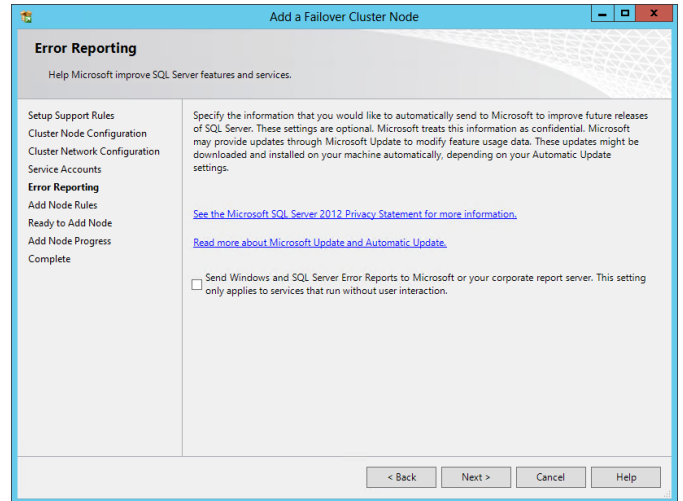 Add a Failover Cluster Node
Error Reporting
Help Microsoft improve SQL Server features and services.
Setup Support Rules
Cluster Node Configuration
Cluster Network Configuration
Service Accounts
Error Reporting
Add Node Rules
Ready to Add Node
Add Node Progress
Complete
Specify the information that you would like to automatically send to Microsoft to improve future releases
of SQL Server. These settings are optional. Microsoft treats this information as confidential. Microsoft
may provide updates through Microsoft Update to modify feature usage data. These updates might be
downloaded and installed on your machine automatically, depending on your Automatic Update
settings.
See the Microsoft SQL Server 2012 Privacy Statement for more information.
Read more about Microsoft Update and Automatic Update.
Send Windows and SQL Server Error Reports to Microsoft or your corporate report server. This setting
only applies to services that run without user interaction.
< Back
Next >
Cancel
Help